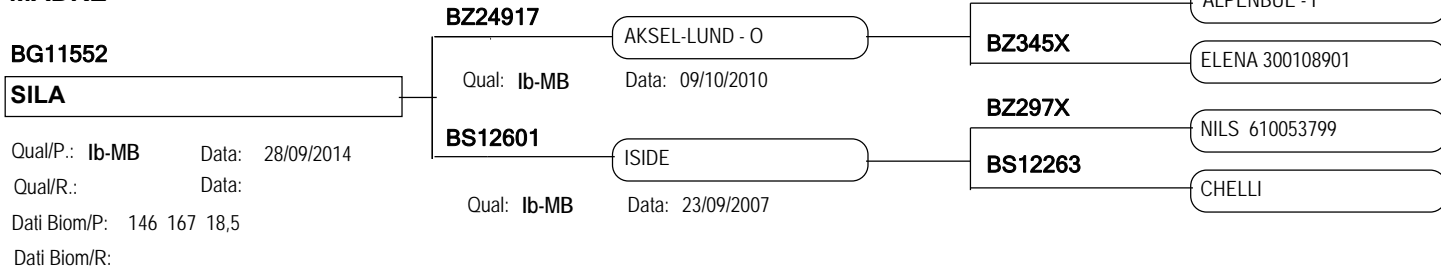 MADRE
BG11552
SILA
Qual/P.: Ib-MB Data: 28/09/2014
Qual/R.: Data:
Dati Biom/P: 146 167 18,5
Dati Biom/R:
BZ24917
AKSEL-LUND - O
Qual: Ib-MB Data: 09/10/2010
BS12601
ISIDE
Qual: Ib-MB Data: 23/09/2007
BZ345X
ELENA 300108901
BZ297X
NILS 610053799
BS12263
CHELLI